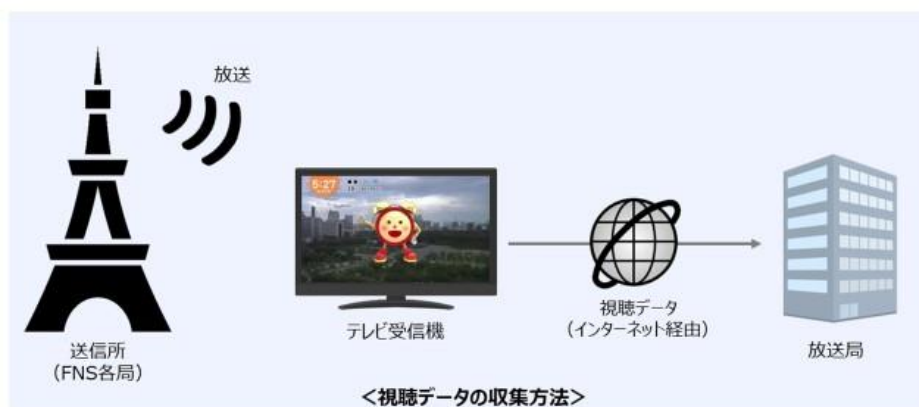 放送
5:27
テレビ受信機
視聴データ
(インターネット経由)
放送局
送信所
(FNS各局)
＜視聴データの収集方法＞